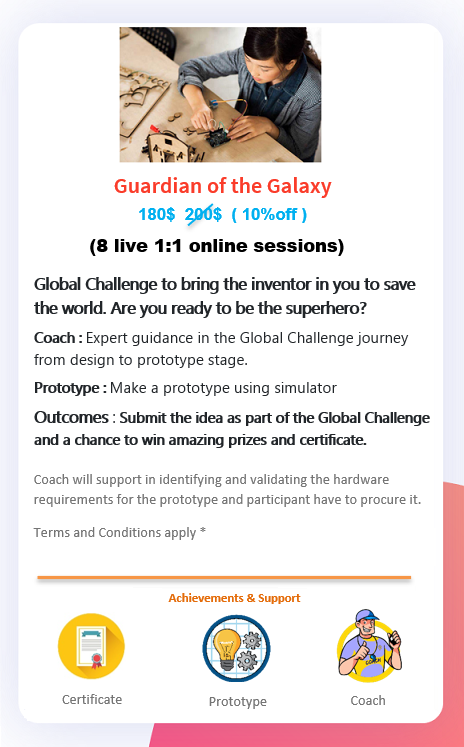 Guardian of the Galaxy
180$ 200$ ( 10%off )
(8 live 1:1 online sessions)
Global Challenge to bring the inventor in you to save
the world. Are you ready to be the superhero?
Coach : Expert guidance in the Global Challenge journey
from design to prototype stage.
Prototype : Make a prototype using simulator
Outcomes : Submit the idea as part of the Global Challenge
and a chance to win amazing prizes and certificate.
Coach will support in identifying and validating the hardware
requirements for the prototype and participant have to procure it.
Terms and Conditions apply *
Achievements & Support
COACH
Certificate
Prototype
Coach